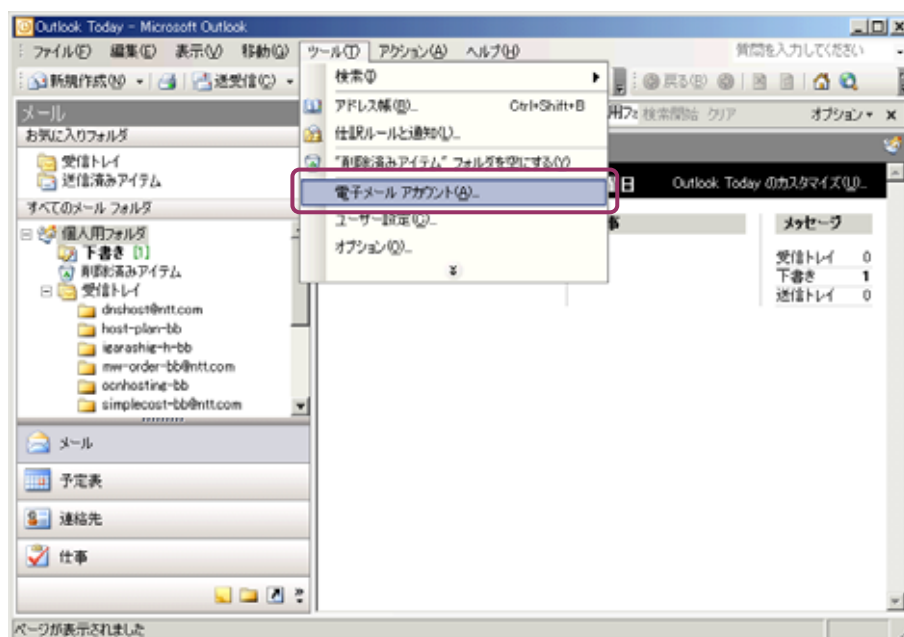 Outlook Today - Microsoft Outlook
ファイル(F) 編集(E) 表示(V) 移動(G) ツール(T) アクション(A) ヘルプ(H) 質問を入力してください
新規作成(N) 送受信(C) 戻る(B)
検索(I)
アドレス帳(B)... Ctrl+Shift+B
仕訳ルールと通知(L)...
"削除済みアイテム" フォルダを空にする(Y)
電子メール アカウント(A)...
ユーザー設定(C)...
オプション(O)...
検索開始 クリア オプション
メール
お気に入りフォルダ
受信トレイ
送信済みアイテム
すべてのメール フォルダ
個人用フォルダ
下書き [1]
削除済みアイテム
受信トレイ
dnshost@ntt.com
host-plan-bb
igarashig-h-bb
mw-order-bb@ntt.com
ocnhosting-bb
simplecost-bb@ntt.com
日 Outlook Today のカスタマイズ(U)...
事 メッセージ
受信トレイ 0
下書き 1
送信トレイ 0
メール
予定表
連絡先
仕事
ページが表示されました